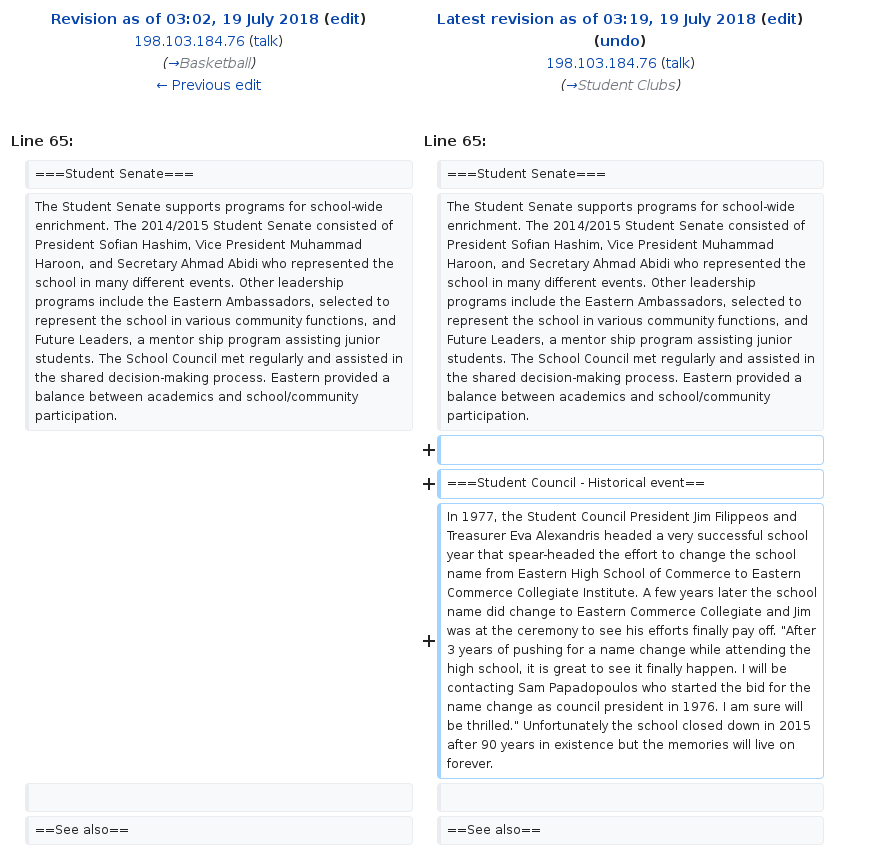 Revision as of 03:02, 19 July 2018 (edit)
198.103.184.76 (talk)
(→Basketball)
← Previous edit
Latest revision as of 03:19, 19 July 2018 (edit)
(undo)
198.103.184.76 (talk)
(→Student Clubs)
Line 65:
Line 65:
===Student Senate===
===Student Senate===
The Student Senate supports programs for school-wide
enrichment. The 2014/2015 Student Senate consisted of
President Sofian Hashim, Vice President Muhammad
Haroon, and Secretary Ahmad Abidi who represented the
school in many different events. Other leadership
programs include the Eastern Ambassadors, selected to
represent the school in various community functions, and
Future Leaders, a mentor ship program assisting junior
students. The School Council met regularly and assisted in
the shared decision-making process. Eastern provided a
balance between academics and school/community
participation.
The Student Senate supports programs for school-wide
enrichment. The 2014/2015 Student Senate consisted of
President Sofian Hashim, Vice President Muhammad
Haroon, and Secretary Ahmad Abidi who represented the
school in many different events. Other leadership
programs include the Eastern Ambassadors, selected to
represent the school in various community functions, and
Future Leaders, a mentor ship program assisting junior
students. The School Council met regularly and assisted in
the shared decision-making process. Eastern provided a
balance between academics and school/community
participation.
+
+ ===Student Council - Historical event==
+ In 1977, the Student Council President Jim Filippeos and
Treasurer Eva Alexandris headed a very successful school
year that spear-headed the effort to change the school
name from Eastern High School of Commerce to Eastern
Commerce Collegiate Institute. A few years later the school
name did change to Eastern Commerce Collegiate and Jim
was at the ceremony to see his efforts finally pay off. "After
3 years of pushing for a name change while attending the
high school, it is great to see it finally happen. I will be
contacting Sam Papadopoulos who started the bid for the
name change as council president in 1976. I am sure will
be thrilled." Unfortunately the school closed down in 2015
after 90 years in existence but the memories will live on
forever.
==See also==
==See also==